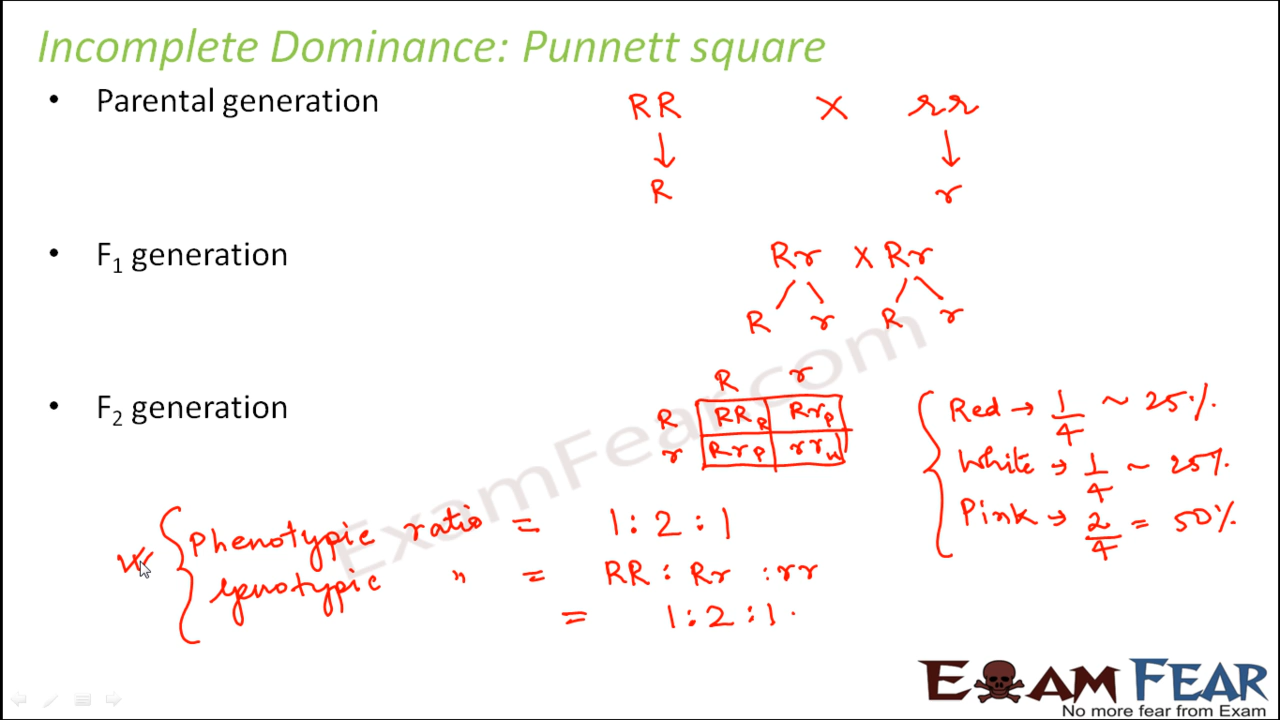 Incomplete Dominance: Punnett square
• Parental generation
RR X rr
↓ ↓
R r
• F1 generation
Rr X Rr
R r R r
• F2 generation
R r
R RR R Rr P
r Rr P rr W
Red → 1/4 ~ 25%.
White → 1/4 ~ 25%.
Pink → 2/4 = 50%
Phenotypic ratio = 1:2:1
Genotypic " = RR : Rr : rr
= 1:2:1.
ExamFear.com
EXAM FEAR
No more fear from Exam